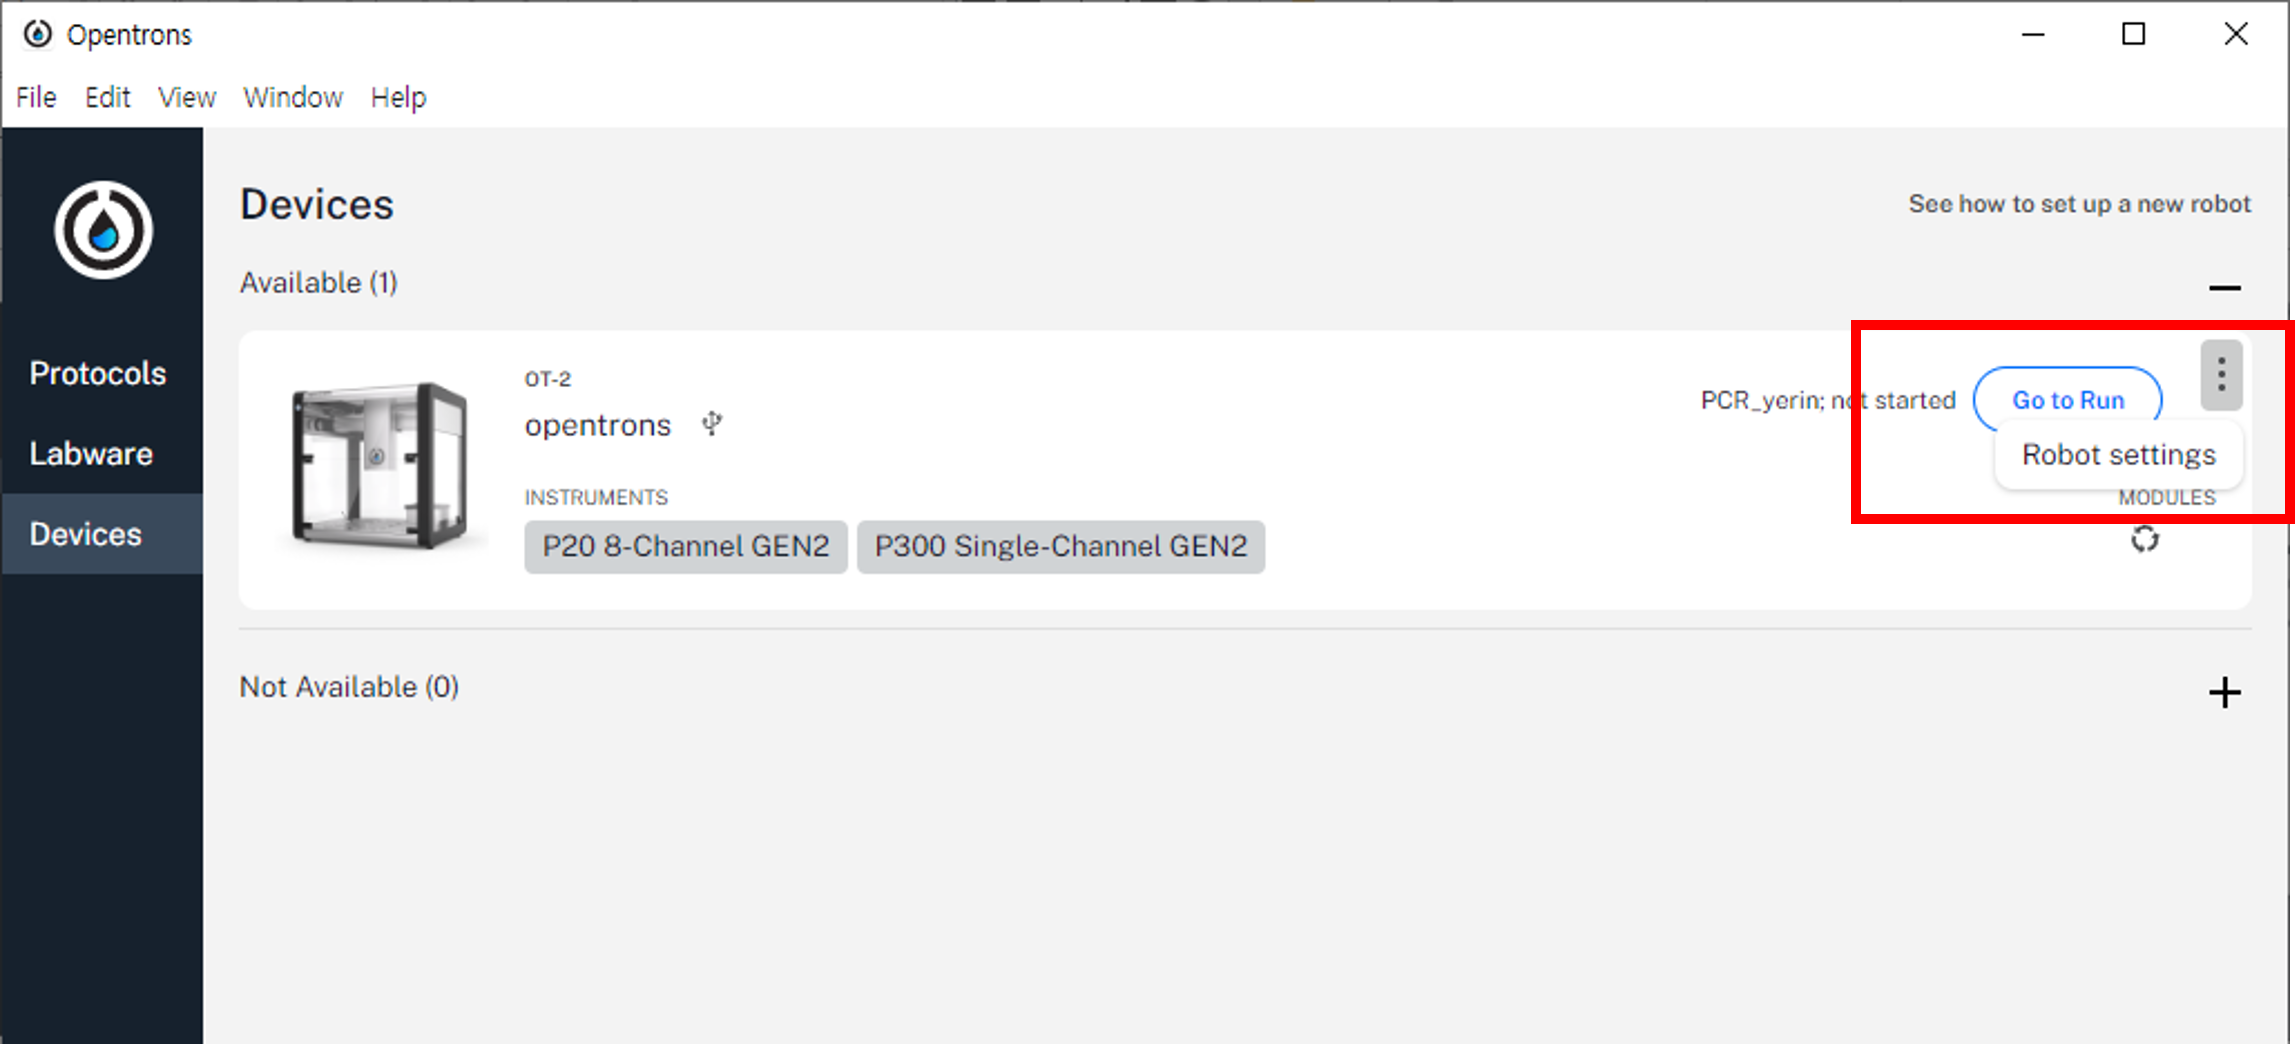 Opentrons
File Edit View Window Help
Devices
See how to set up a new robot
Available (1)
Protocols
Labware
Devices
OT-2
opentrons
PCR_yerin; not started
Go to Run
Robot settings
INSTRUMENTS
MODULES
P20 8-Channel GEN2
P300 Single-Channel GEN2
Not Available (0)